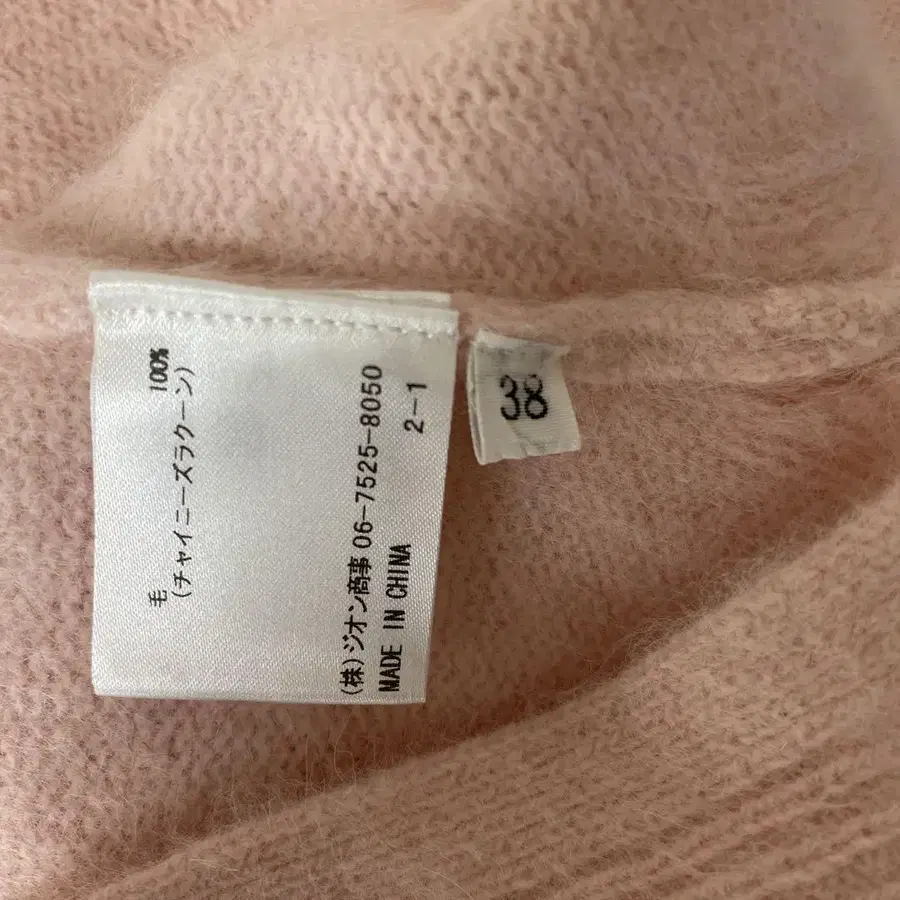 毛 100%
(チャイニーズラクーン)
(株)ジオン商事 06-7525-8050
MADE IN CHINA 2-1
38